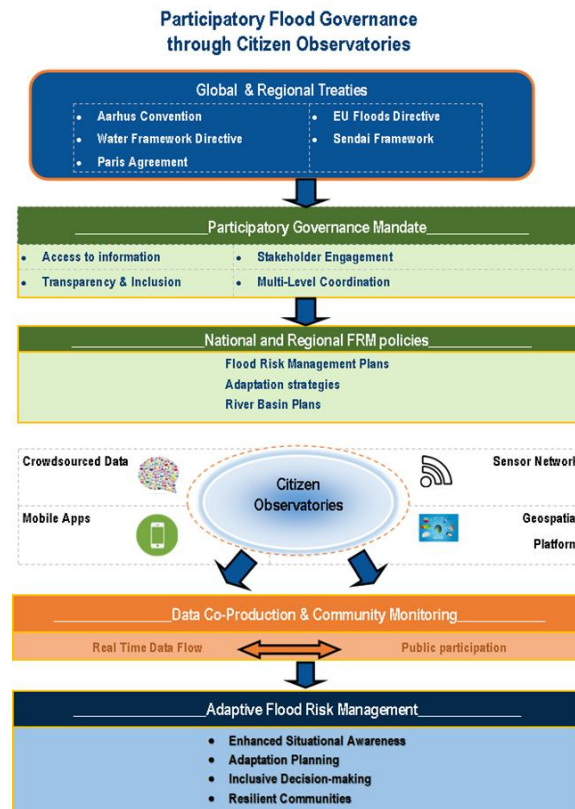 Participatory Flood Governance
through Citizen Observatories
Global & Regional Treaties
Aarhus Convention
Water Framework Directive
Paris Agreement
EU Floods Directive
Sendai Framework
Participatory Governance Mandate
Access to information
Stakeholder Engagement
Transparency & Inclusion
Multi-Level Coordination
National and Regional FRM policies
Flood Risk Management Plans
Adaptation strategies
River Basin Plans
Crowdsourced Data
Mobile Apps
Citizen
Observatories
Sensor Network
Geospatia
Platform
Data Co-Production & Community Monitoring
Real Time Data Flow
Public participation
Adaptive Flood Risk Management
Enhanced Situational Awareness
Adaptation Planning
Inclusive Decision-making
Resilient Communities